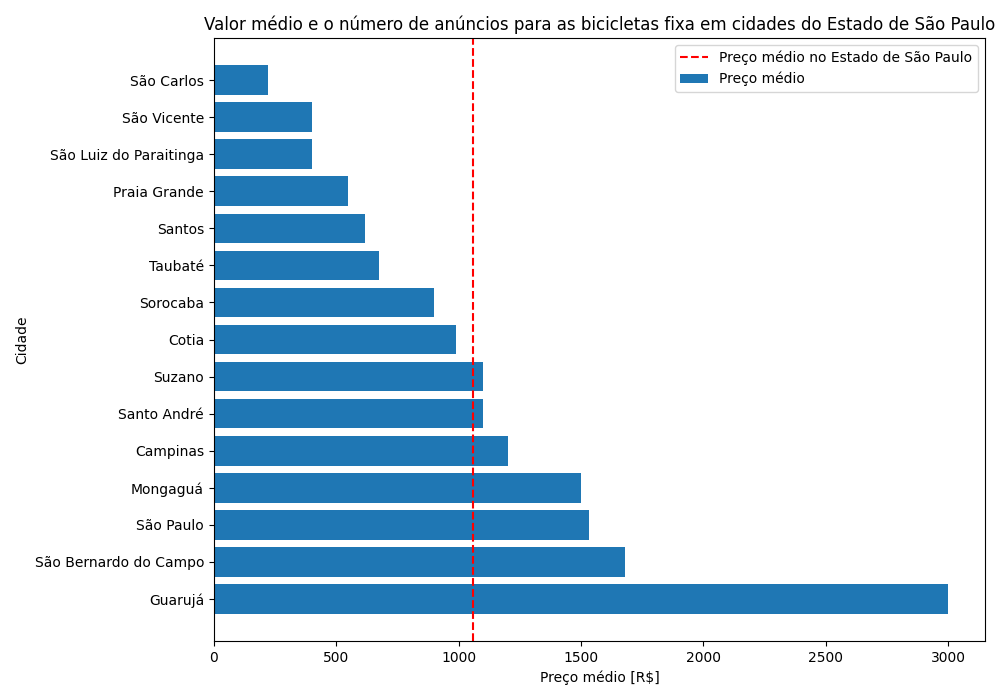 Valor médio e o número de anúncios para as bicicletas fixa em cidades do Estado de São Paulo
Preço médio no Estado de São Paulo
Preço médio
Cidade
São Carlos
São Vicente
São Luiz do Paraitinga
Praia Grande
Santos
Taubaté
Sorocaba
Cotia
Suzano
Santo André
Campinas
Mongaguá
São Paulo
São Bernardo do Campo
Guarujá
0 500 1000 1500 2000 2500 3000
Preço médio [R$]